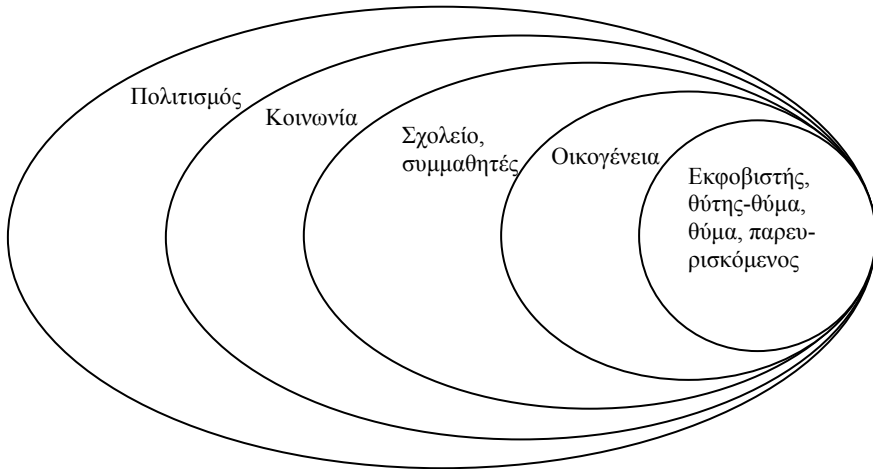 Πολιτισμός
Κοινωνία
Σχολείο,
συμμαθητές
Οικογένεια
Εκφοβιστής,
θύτης-θύμα,
θύμα, παρευ-
ρισκόμενος